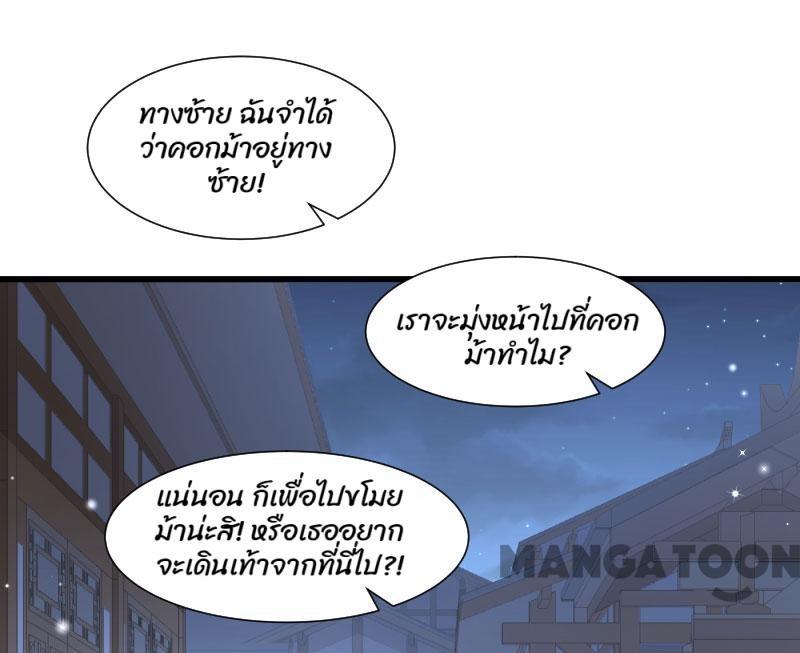 ทางซ้าย ฉันจำได้
ว่าคอกม้าอยู่ทาง
ซ้าย!
เราจะมุ่งหน้าไปที่คอก
ม้าทำไม?
แน่นอน ก็เพื่อไปขโมย
ม้าน่ะสิ! หรือเธออยาก
จะเดินเท้าจากที่นี่ไป?!
MANGATOON